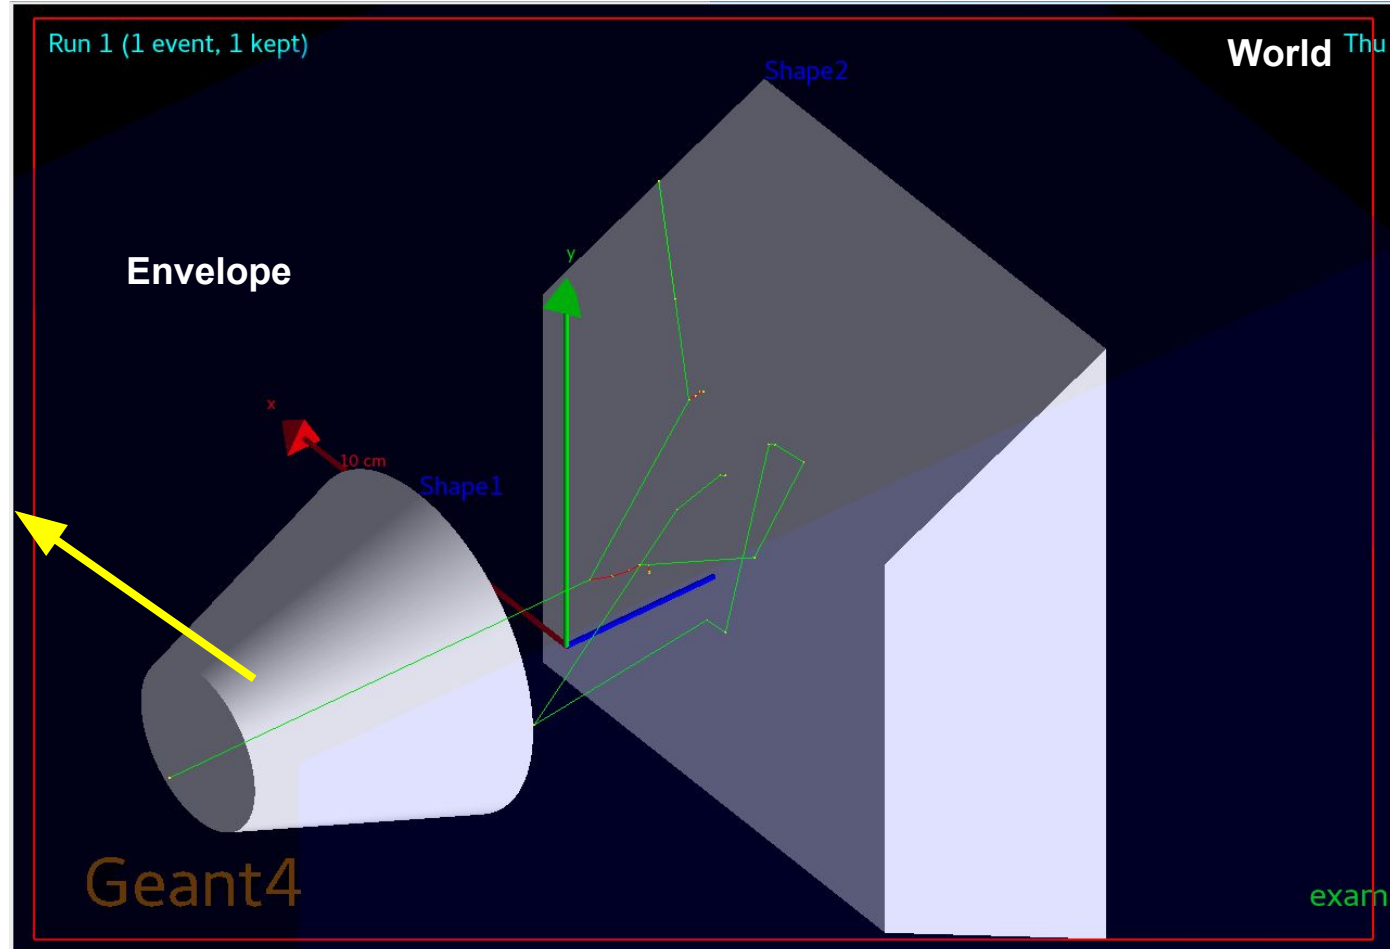 Run 1 (1 event, 1 kept)
World
Thu
Shape2
Envelope
y
x
10 cm
Shape1
Geant4
exam